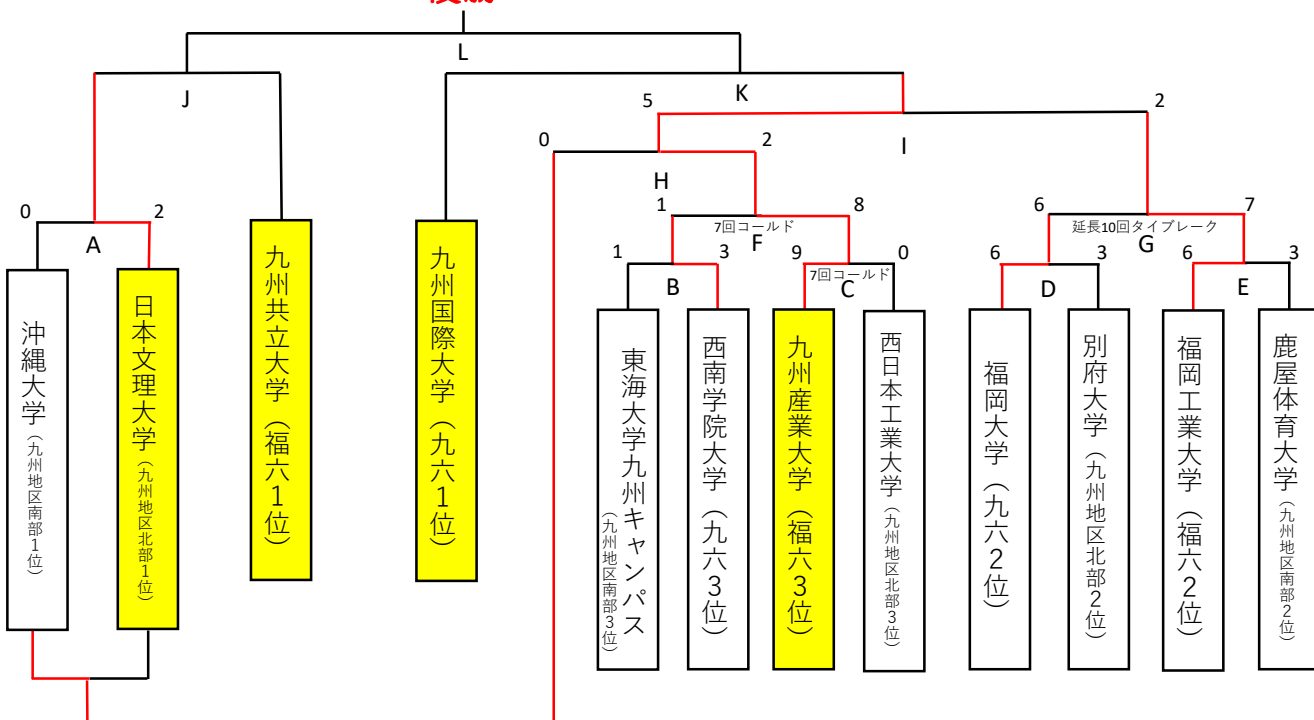 L
J
K
5
2
0
2
I
H
0
2
1
8
6
7
7回コールド
延長10回タイブレーク
A
F
G
1
3
9
0
6
3
6
3
7回コールド
B
C
D
E
沖縄大学（九州地区南部1位）
日本文理大学（九州地区北部1位）
九州共立大学（福六1位）
九州国際大学（九六1位）
東海大学九州キャンパス
（九州地区南部3位）
西南学院大学（九六3位）
九州産業大学（福六3位）
西日本工業大学（九州地区北部3位）
福岡大学（九六2位）
別府大学（九州地区北部2位）
福岡工業大学（福六2位）
鹿屋体育大学（九州地区南部2位）